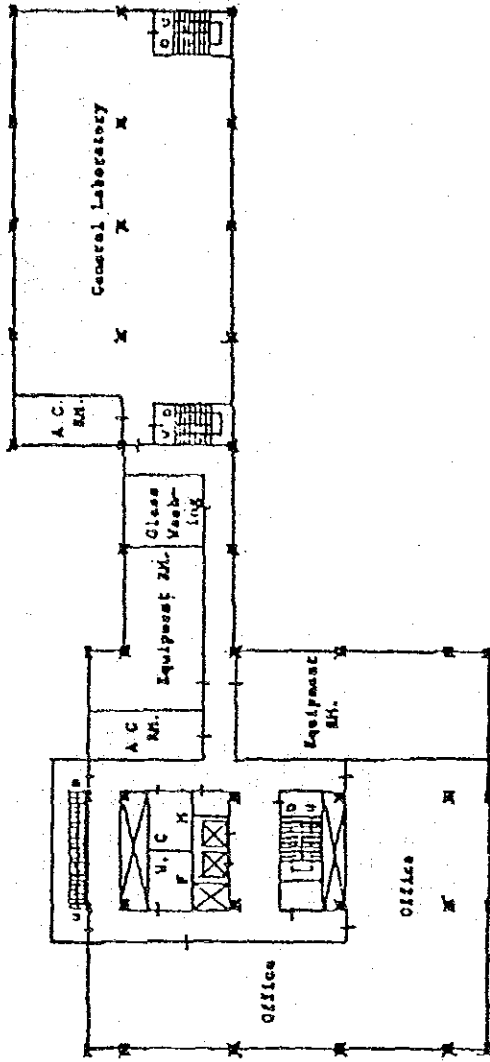 U D
General Laboratory
A C.
RM.
Glass
Wash-
ing
Equipment RM.
A C
RM.
W. C
F M
U D
D U
Office
D U
Equipment
RM.
Office